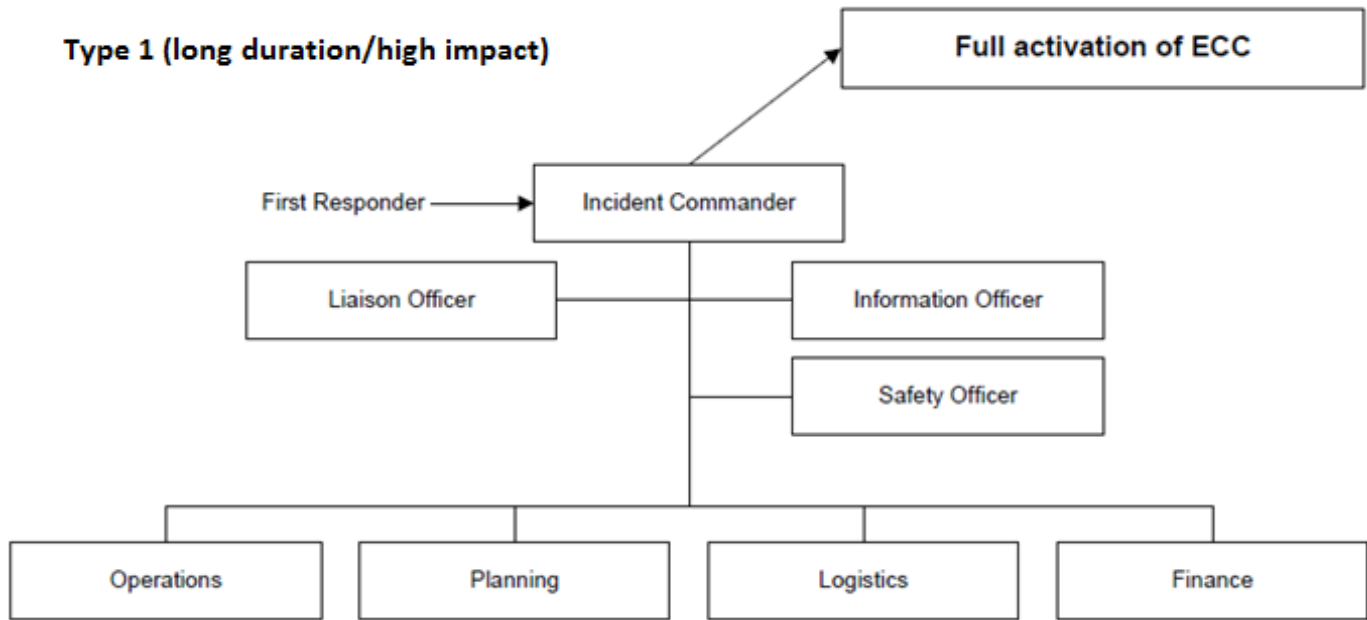 Type 1 (long duration/high impact)
Full activation of ECC
First Responder
Incident Commander
Liaison Officer
Information Officer
Safety Officer
Operations
Planning
Logistics
Finance